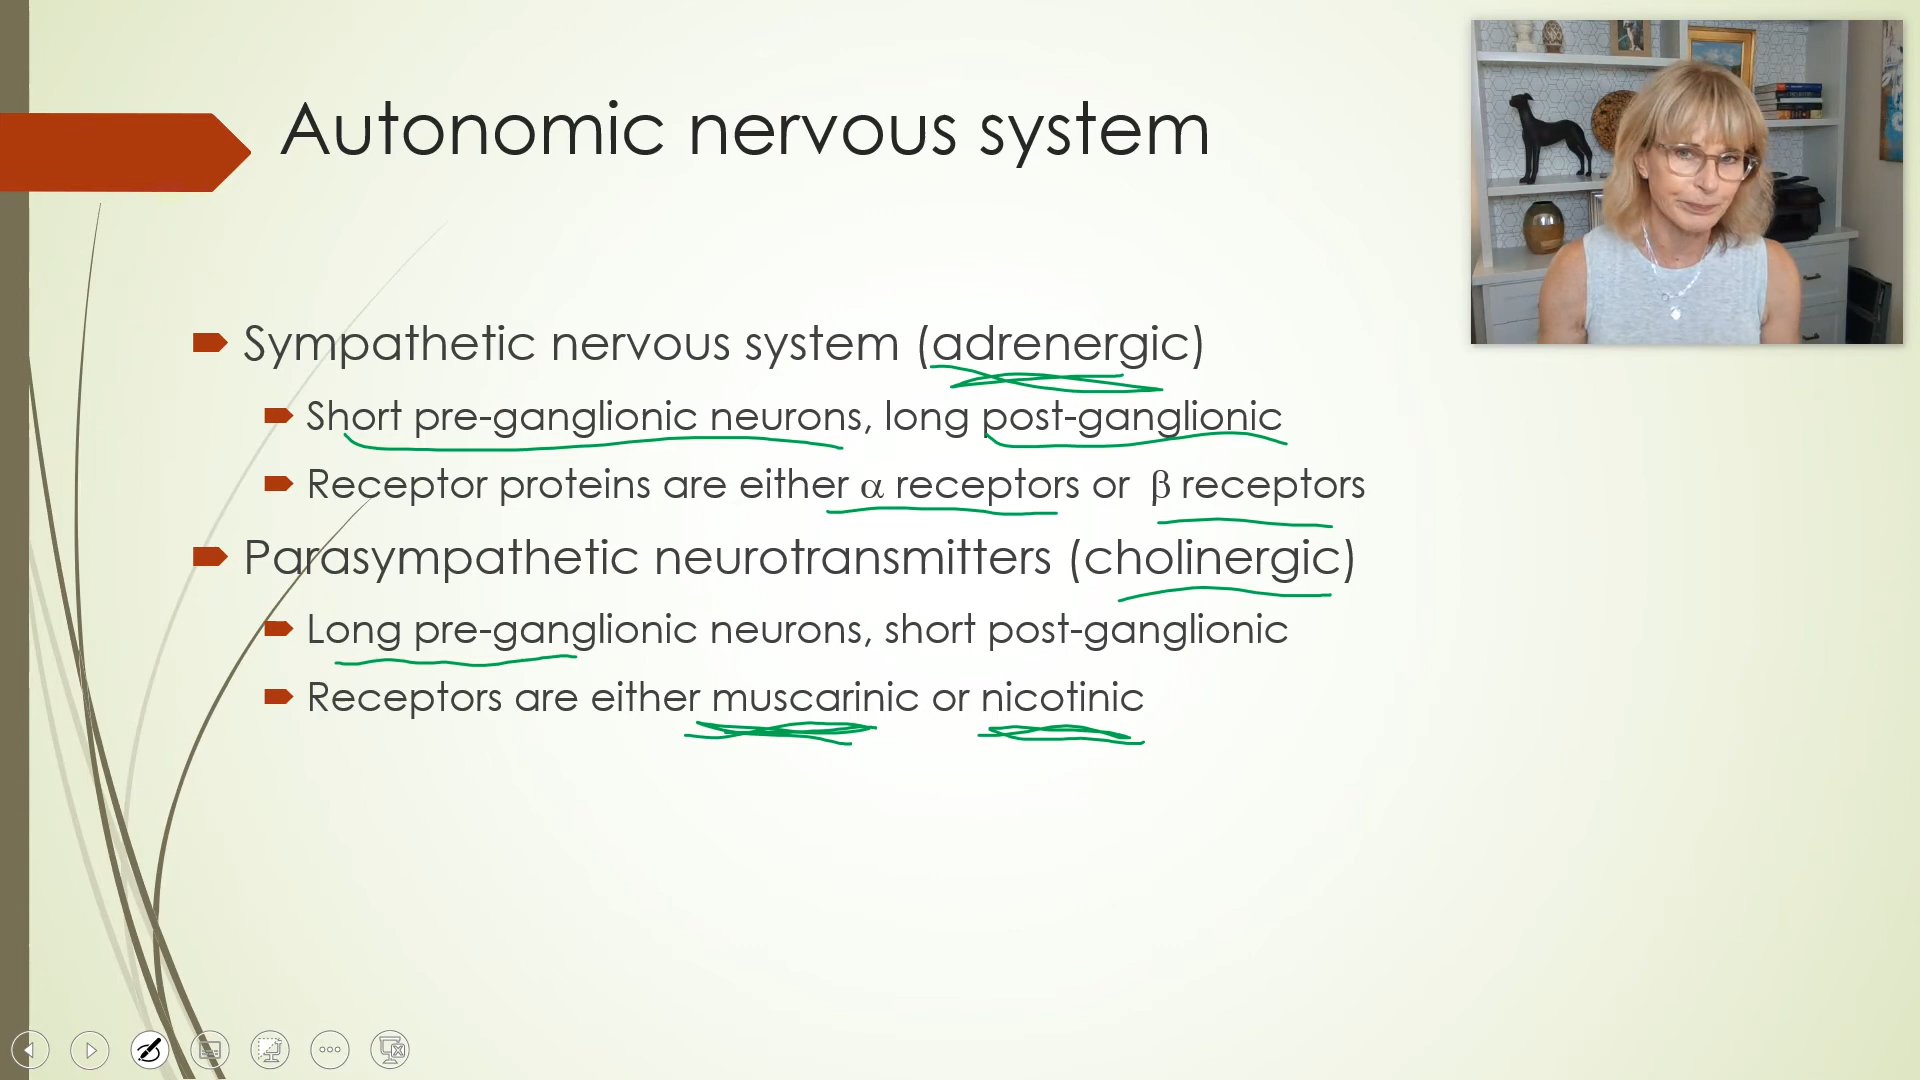 Autonomic nervous system
Sympathetic nervous system (adrenergic)
Short pre-ganglionic neurons, long post-ganglionic
Receptor proteins are either α receptors or β receptors
Parasympathetic neurotransmitters (cholinergic)
Long pre-ganglionic neurons, short post-ganglionic
Receptors are either muscarinic or nicotinic